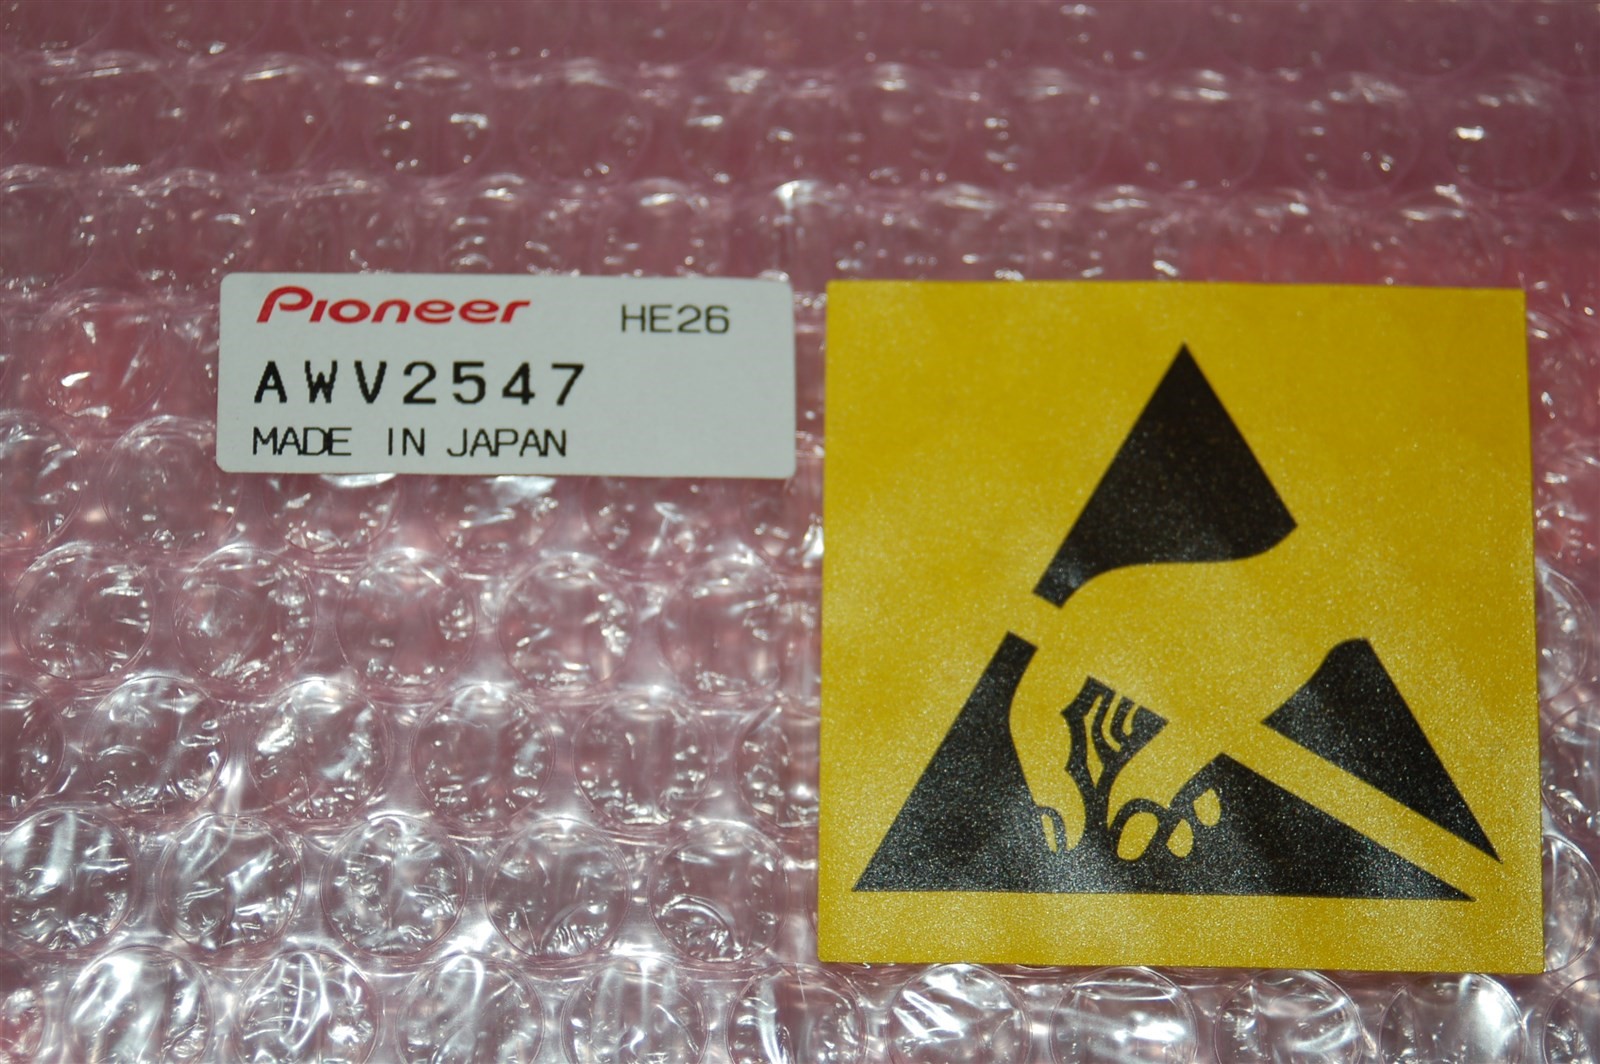 Pioneer HE26
AWV2547
MADE IN JAPAN